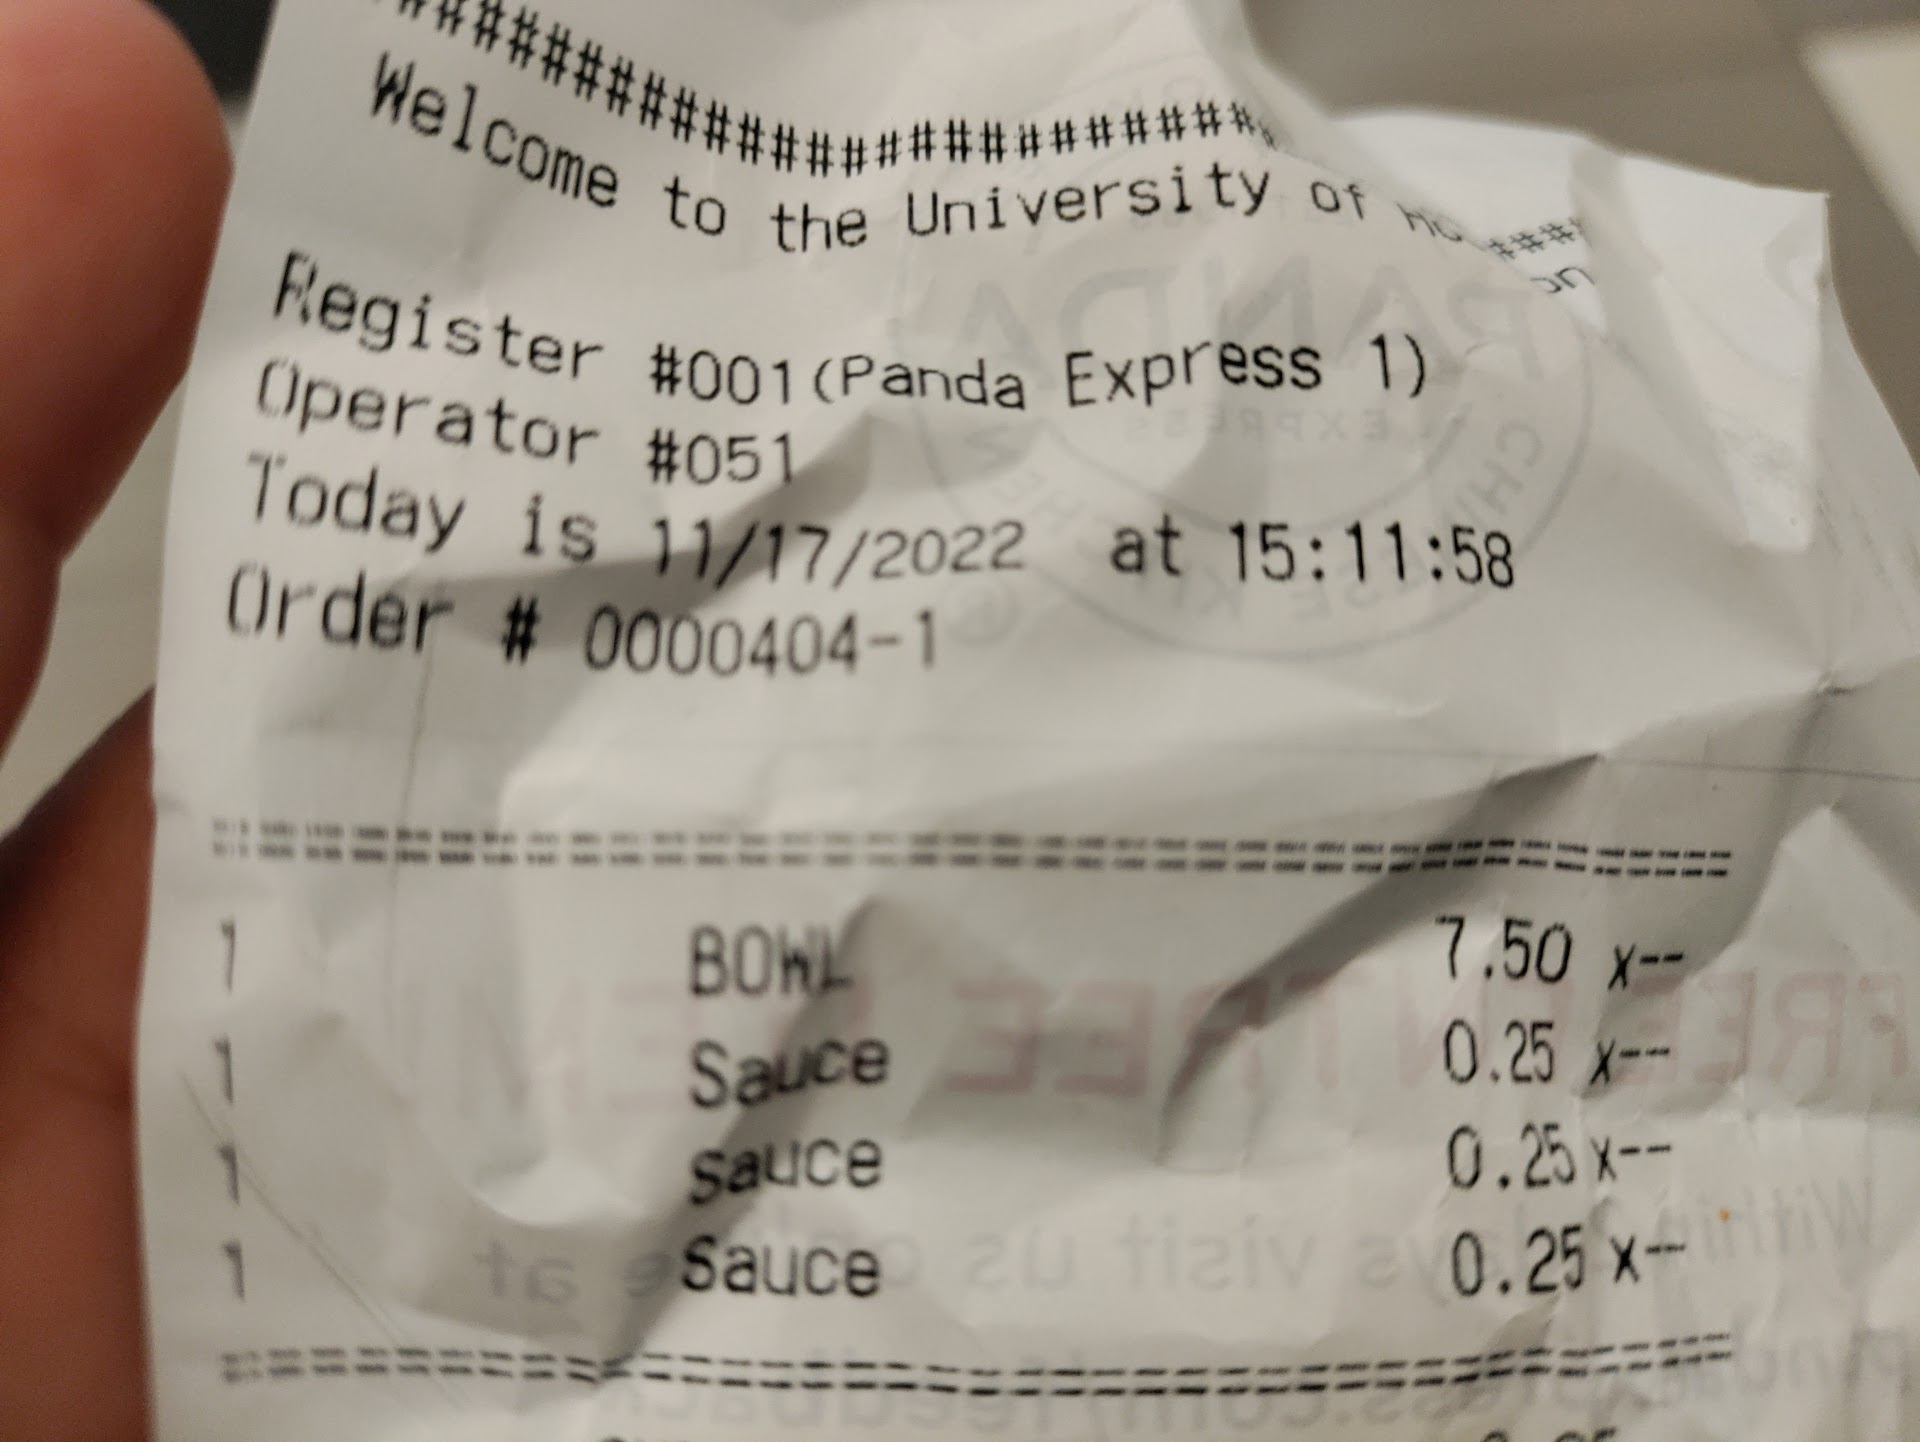 ##########################
Welcome to the University of
Register #001(Panda Express 1)
Operator #051
Today is 11/17/2022 at 15:11:58
Order # 0000404-1
==========================================
1 BOWL 7.50 x--
1 Sauce 0.25 x--
1 sauce 0.25 x--
1 Sauce 0.25 x--
==========================================